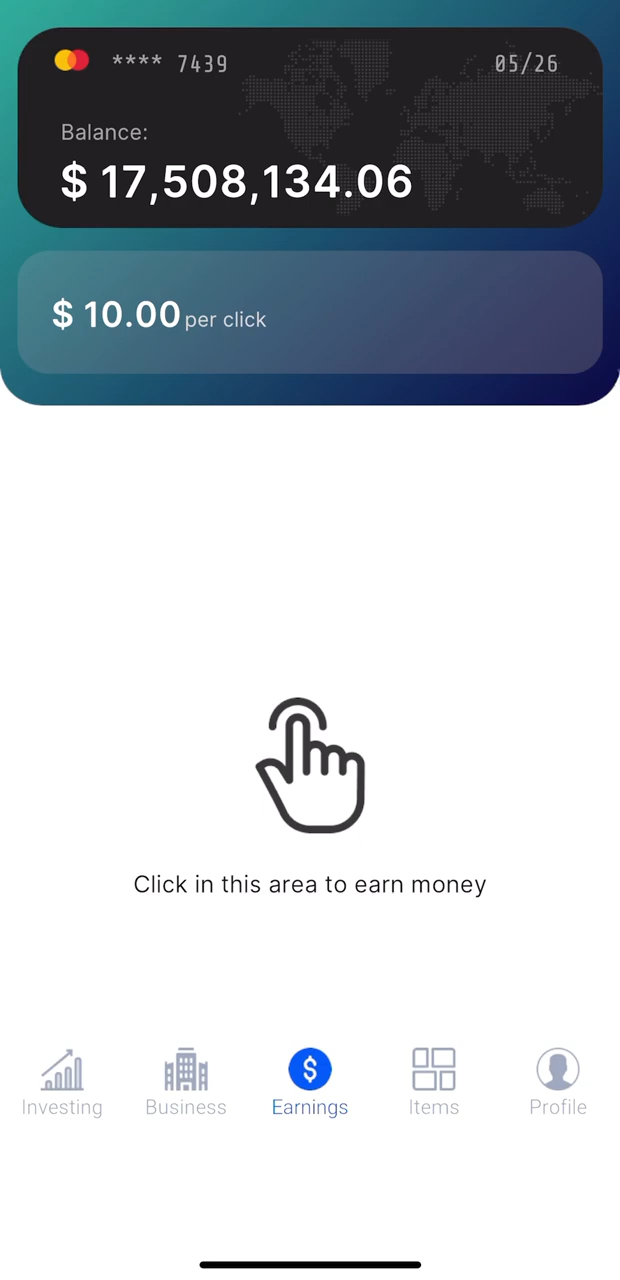 **** 7439 05/26
Balance:
$ 17,508,134.06
$ 10.00 per click
Click in this area to earn money
Investing Business Earnings Items Profile